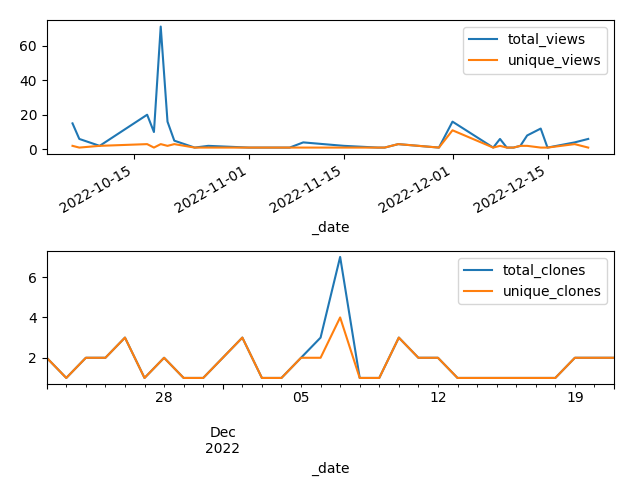 60
40
20
0
total_views
unique_views
2022-10-15
2022-11-01
2022-11-15
2022-12-01
2022-12-15
_date
6
4
2
total_clones
unique_clones
28
05
12
19
Dec
2022
_date